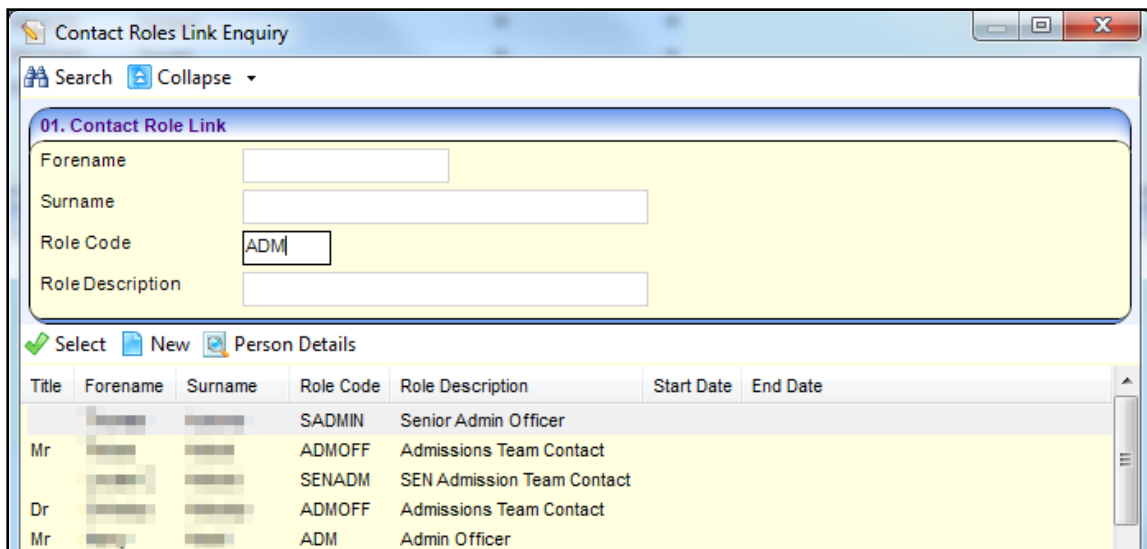 Contact Roles Link Enquiry
Search Collapse
01. Contact Role Link
Forename
Surname
Role Code ADM
Role Description
Select New Person Details
Title Forename Surname Role Code Role Description Start Date End Date
SADMIN Senior Admin Officer
Mr ADMOFF Admissions Team Contact
SENADM SEN Admission Team Contact
Dr ADMOFF Admissions Team Contact
Mr ADM Admin Officer